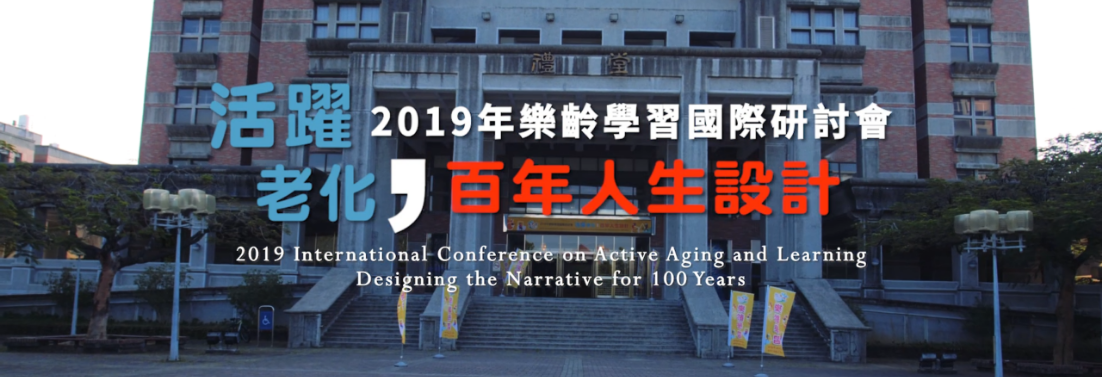 禮堂
2019年樂齡學習國際研討會
活躍
老化,百年人生設計
2019 International Conference on Active Aging and Learning
Designing the Narrative for 100 Years